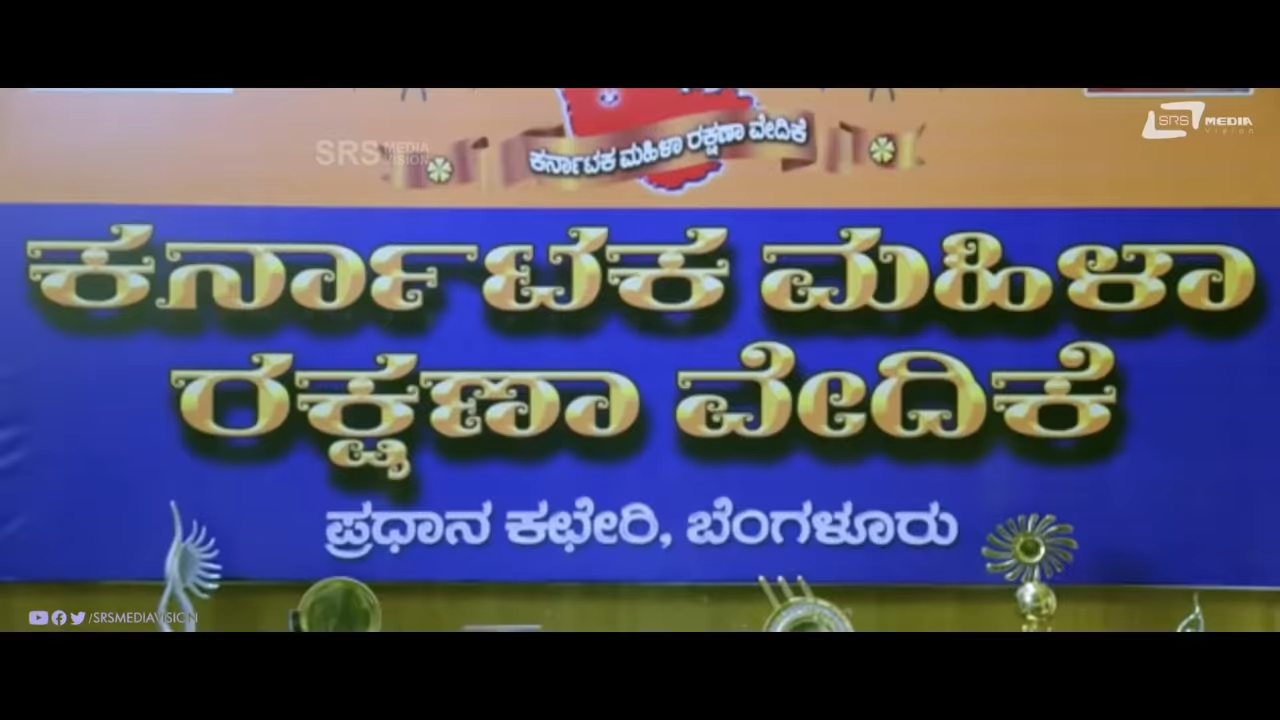 SRS MEDIA Vision
SRS MEDIA VISION
ಕರ್ನಾಟಕ ಮಹಿಳಾ ರಕ್ಷಣಾ ವೇದಿಕೆ
ಕರ್ನಾಟಕ ಮಹಿಳಾ
ರಕ್ಷಣಾ ವೇದಿಕೆ
ಪ್ರಧಾನ ಕಛೇರಿ, ಬೆಂಗಳೂರು
/SRSMEDIAVISION